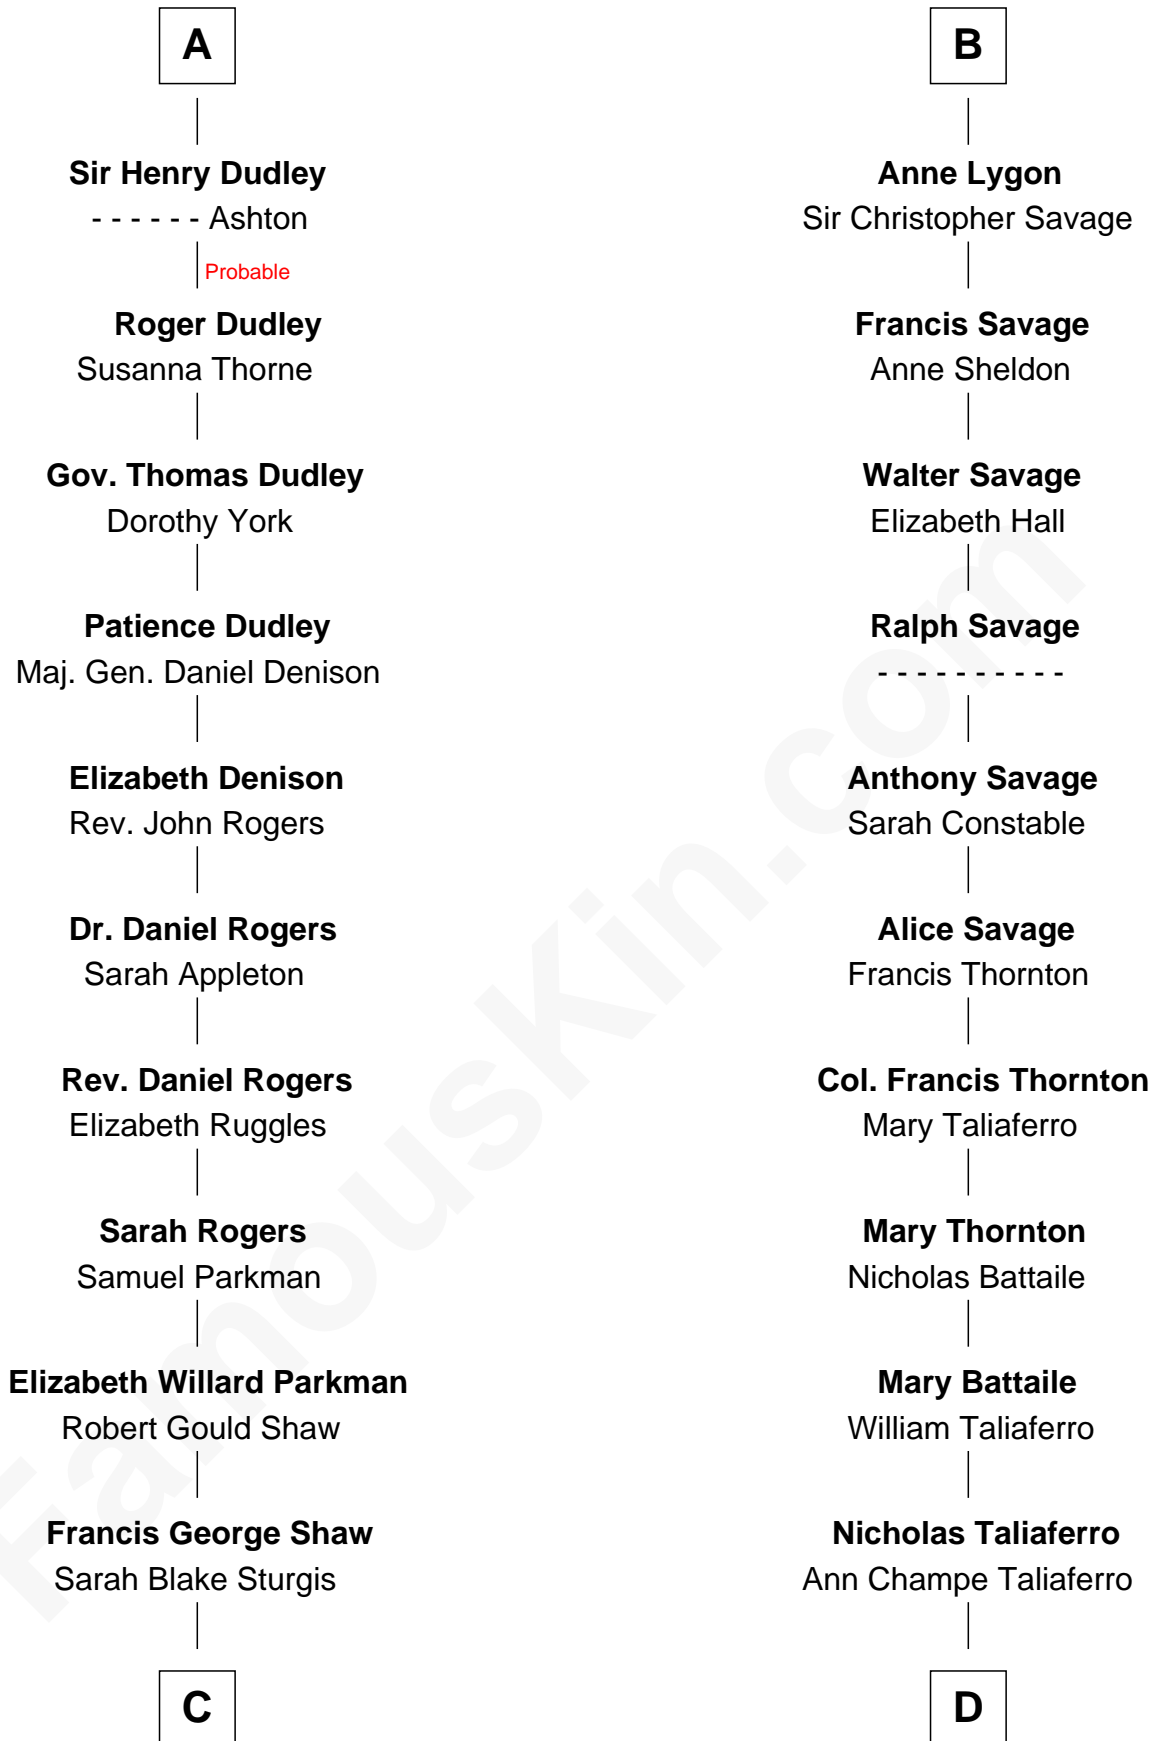 A
Sir Henry Dudley
- - - - - - Ashton
Probable
Roger Dudley
Susanna Thorne
Gov. Thomas Dudley
Dorothy York
Patience Dudley
Maj. Gen. Daniel Denison
Elizabeth Denison
Rev. John Rogers
Dr. Daniel Rogers
Sarah Appleton
Rev. Daniel Rogers
Elizabeth Ruggles
Sarah Rogers
Samuel Parkman
Elizabeth Willard Parkman
Robert Gould Shaw
Francis George Shaw
Sarah Blake Sturgis
C
B
Anne Lygon
Sir Christopher Savage
Francis Savage
Anne Sheldon
Walter Savage
Elizabeth Hall
Ralph Savage
- - - - - - - - - -
Anthony Savage
Sarah Constable
Alice Savage
Francis Thornton
Col. Francis Thornton
Mary Taliaferro
Mary Thornton
Nicholas Battaile
Mary Battaile
William Taliaferro
Nicholas Taliaferro
Ann Champe Taliaferro
D
FamousKin.com